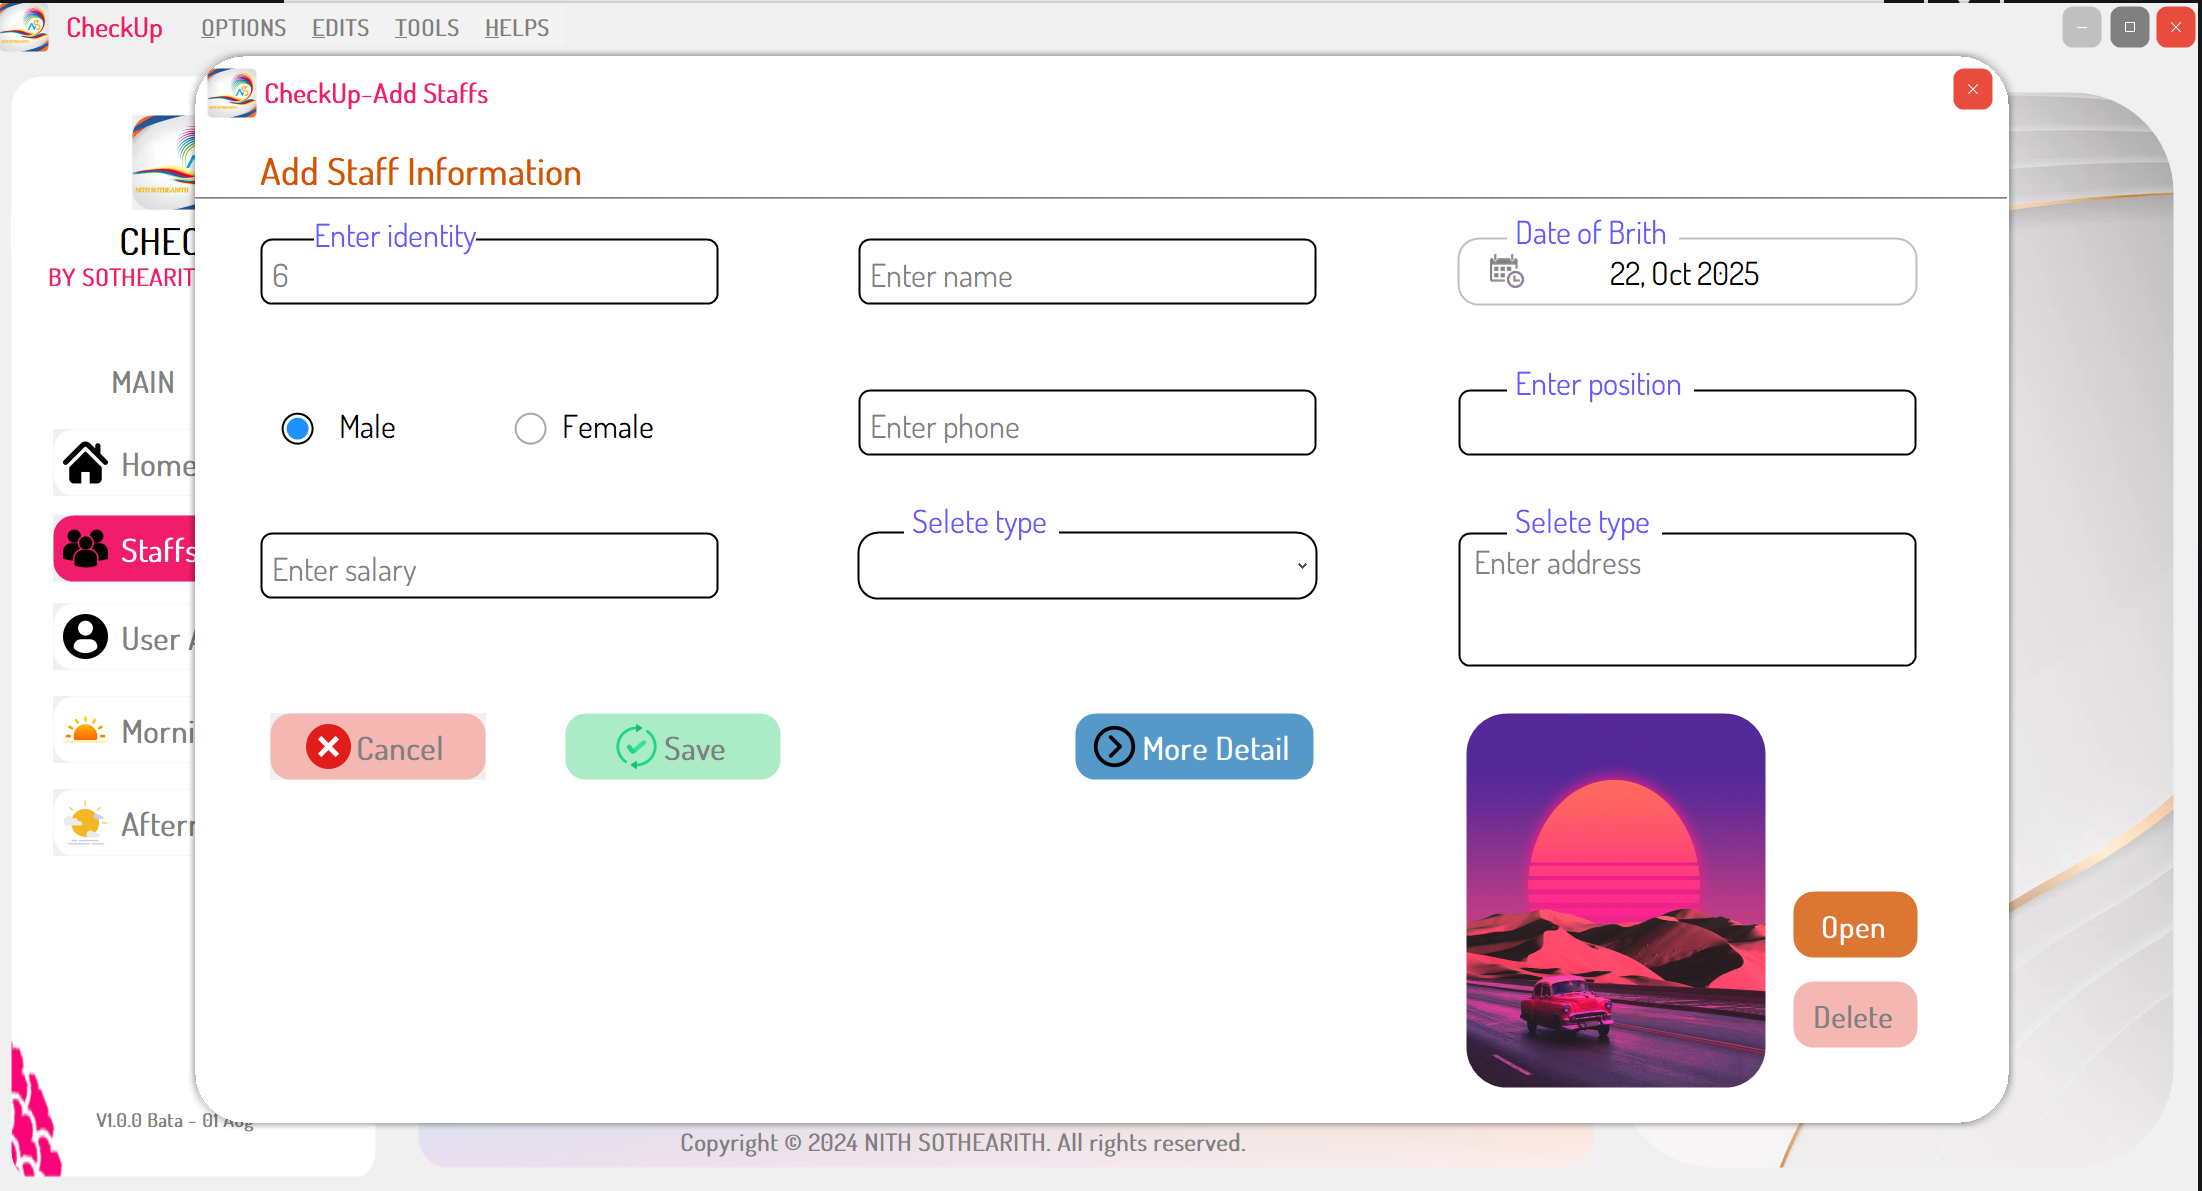 CheckUp OPTIONS EDITS TOOLS HELPS
CheckUp-Add Staffs
Add Staff Information
NITH SOTHEARITH
CHEC
BY SOTHEARIT
MAIN
Home
Staffs
User A
Morni
Aftern
V1.0.0 Bata - 01 Aug
Enter identity
6
Enter name
Date of Brith
22, Oct 2025
Male
Female
Enter phone
Enter position
Enter salary
Selete type
Selete type
Enter address
Cancel
Save
More Detail
Open
Delete
Copyright © 2024 NITH SOTHEARITH. All rights reserved.